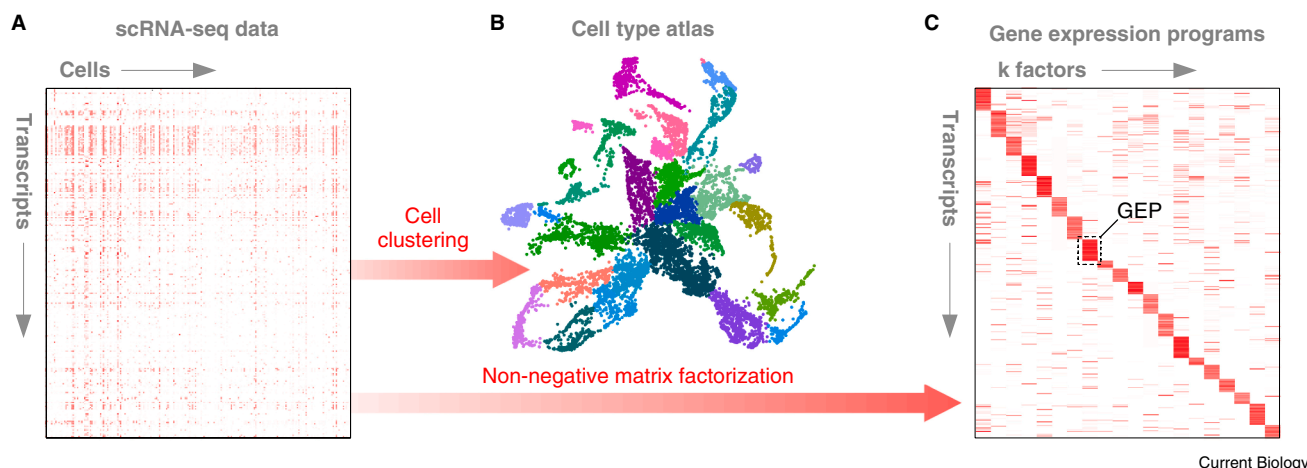 A
scRNA-seq data
Cells
Transcripts
Cell
clustering
B
Cell type atlas
Non-negative matrix factorization
C
Gene expression programs
k factors
Transcripts
GEP
Current Biology